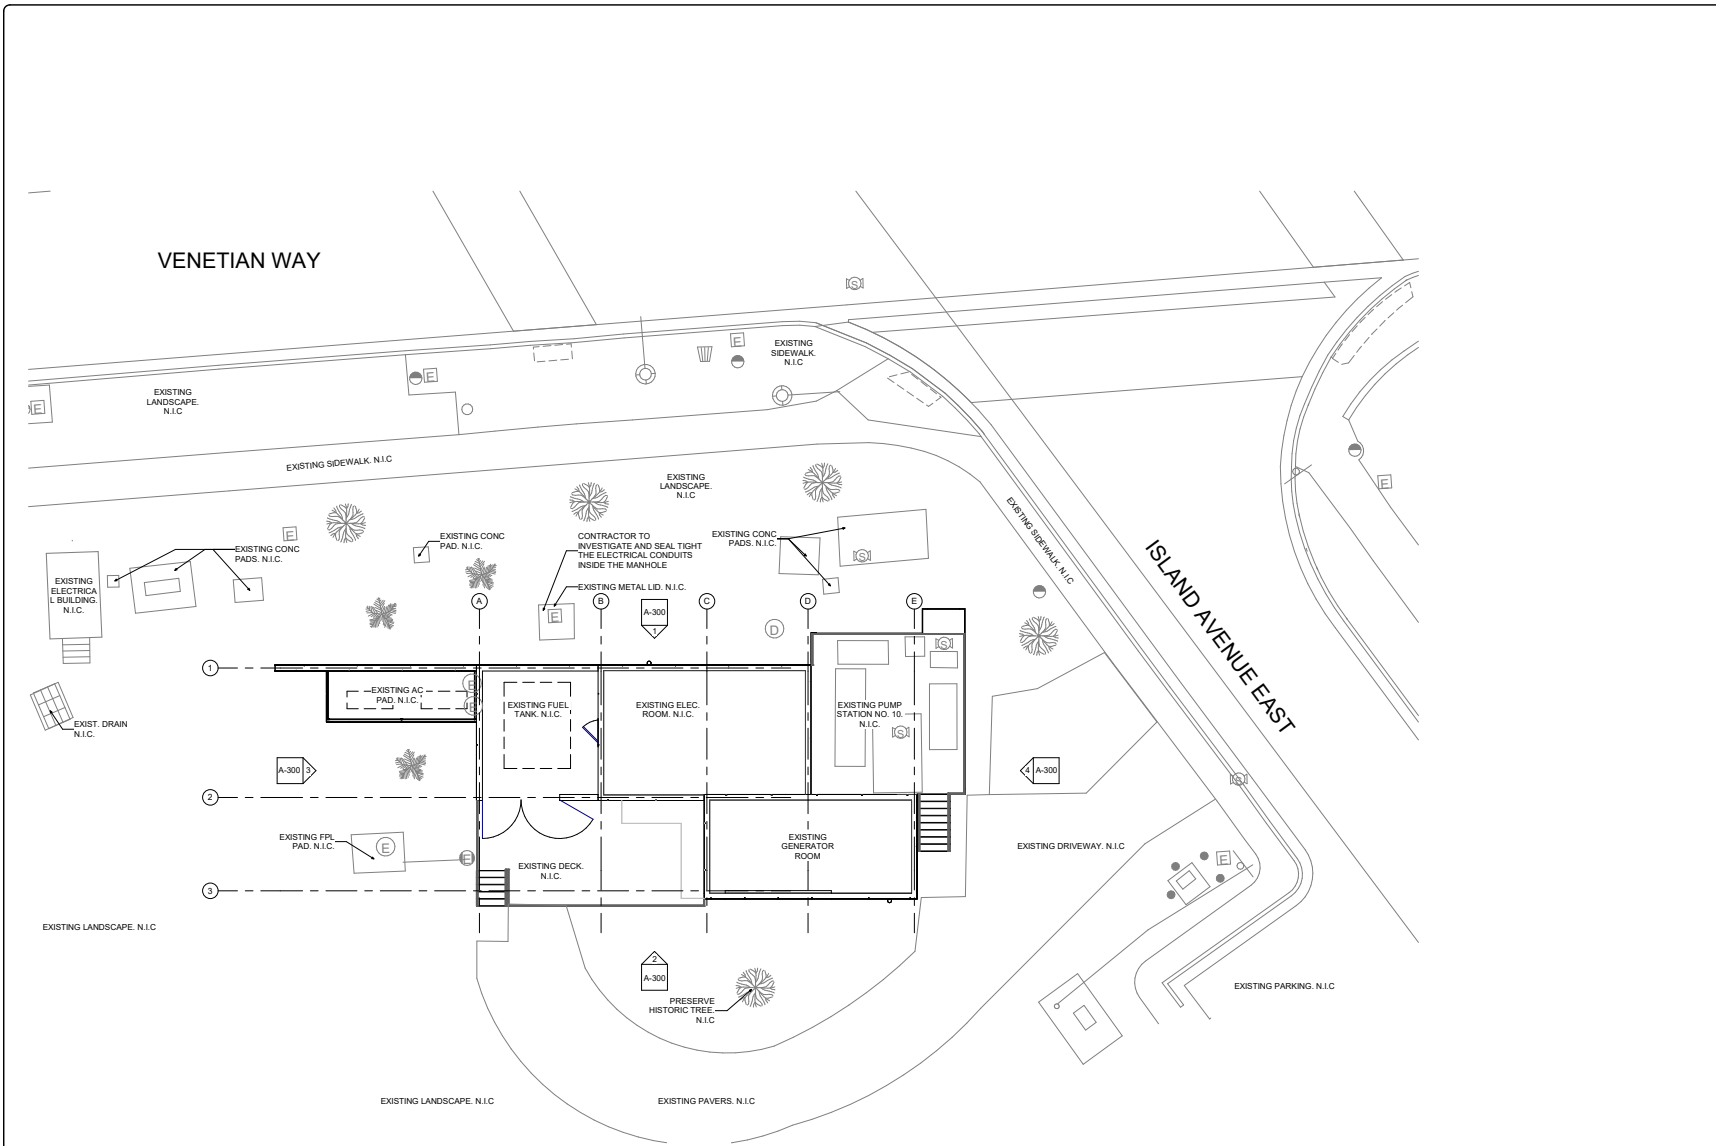 VENETIAN WAY
S
E
EXISTING
SIDEWALK.
N.I.C
E
E
EXISTING
LANDSCAPE.
N.I.C
EXISTING SIDEWALK. N.I.C
EXISTING
LANDSCAPE.
N.I.C
E
EXISTING SIDEWALK. N.I.C
ISLAND AVENUE EAST
E
EXISTING CONC
PADS. N.I.C.
EXISTING CONC
PAD. N.I.C.
CONTRACTOR TO
INVESTIGATE AND SEAL TIGHT
THE ELECTRICAL CONDUITS
INSIDE THE MANHOLE
EXISTING CONC
PADS. N.I.C.
S
EXISTING
ELECTRICA
L BUILDING.
N.I.C.
EXISTING METAL LID. N.I.C.
E
A
B
C
D
E
A-300
1
D
S
1
EXISTING AC
PAD. N.I.C.
E
E
EXISTING FUEL
TANK. N.I.C.
EXISTING ELEC.
ROOM. N.I.C.
EXISTING PUMP
STATION NO. 10.
N.I.C.
S
EXIST. DRAIN
N.I.C.
A-300
3
4
A-300
S
2
EXISTING FPL
PAD. N.I.C.
E
E
EXISTING DECK.
N.I.C.
EXISTING
GENERATOR
ROOM
EXISTING DRIVEWAY. N.I.C
E
3
EXISTING LANDSCAPE. N.I.C
2
A-300
PRESERVE
HISTORIC TREE.
N.I.C
EXISTING PARKING. N.I.C
EXISTING LANDSCAPE. N.I.C
EXISTING PAVERS. N.I.C